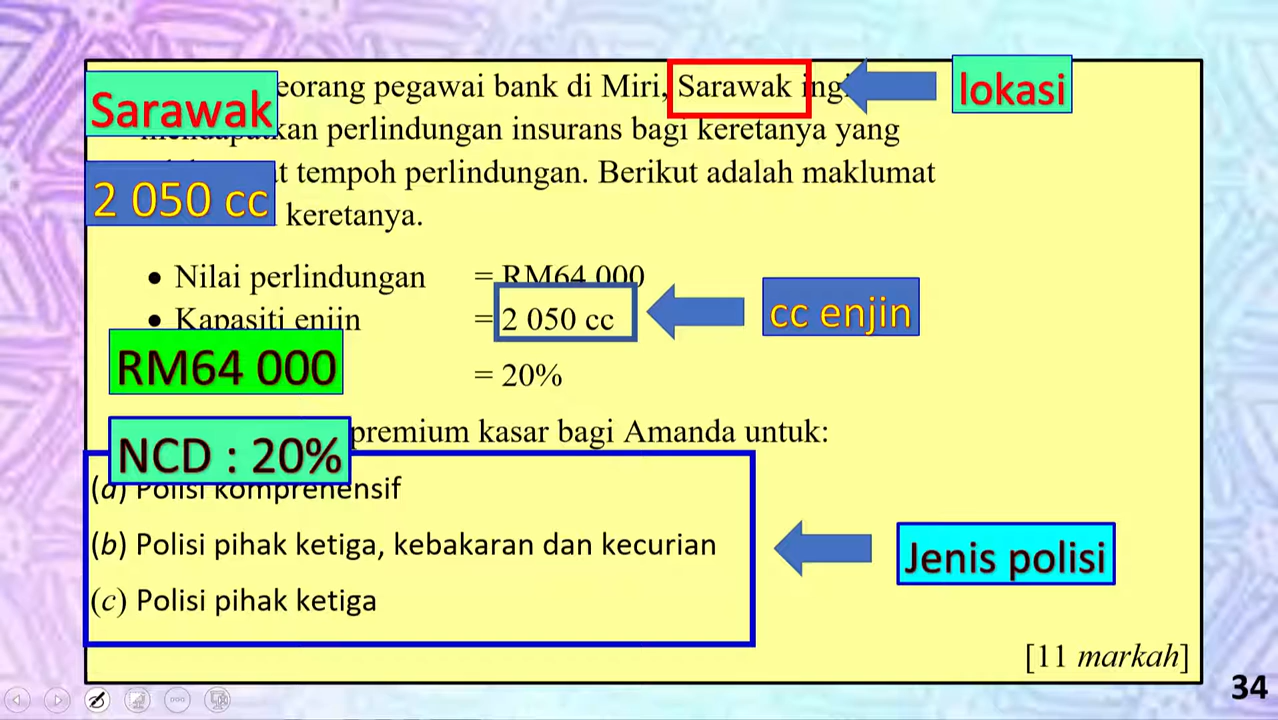 Sarawak eorang pegawai bank di Miri, Sarawak ingi lokasi
kan perlindungan insurans bagi keretanya yang
2 050 cc t tempoh perlindungan. Berikut adalah maklumat
keretanya.
• Nilai perlindungan = RM64 000
• Kapasiti enjin = 2 050 cc cc enjin
RM64 000 = 20%
NCD : 20% premium kasar bagi Amanda untuk:
(a) Polisi komprehensif
(b) Polisi pihak ketiga, kebakaran dan kecurian
Jenis polisi
(c) Polisi pihak ketiga
[11 markah]
34